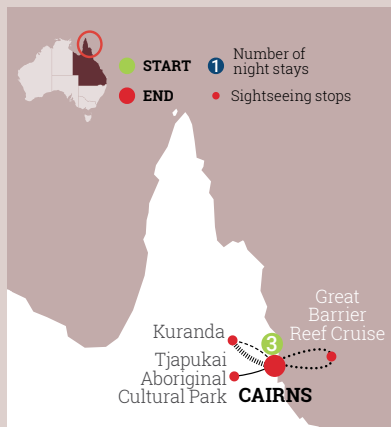 START
END
1
Number of
night stays
Sightseeing stops
Great
Barrier
Reef Cruise
Kuranda
3
Tjapukai
Aboriginal
Cultural Park
CAIRNS